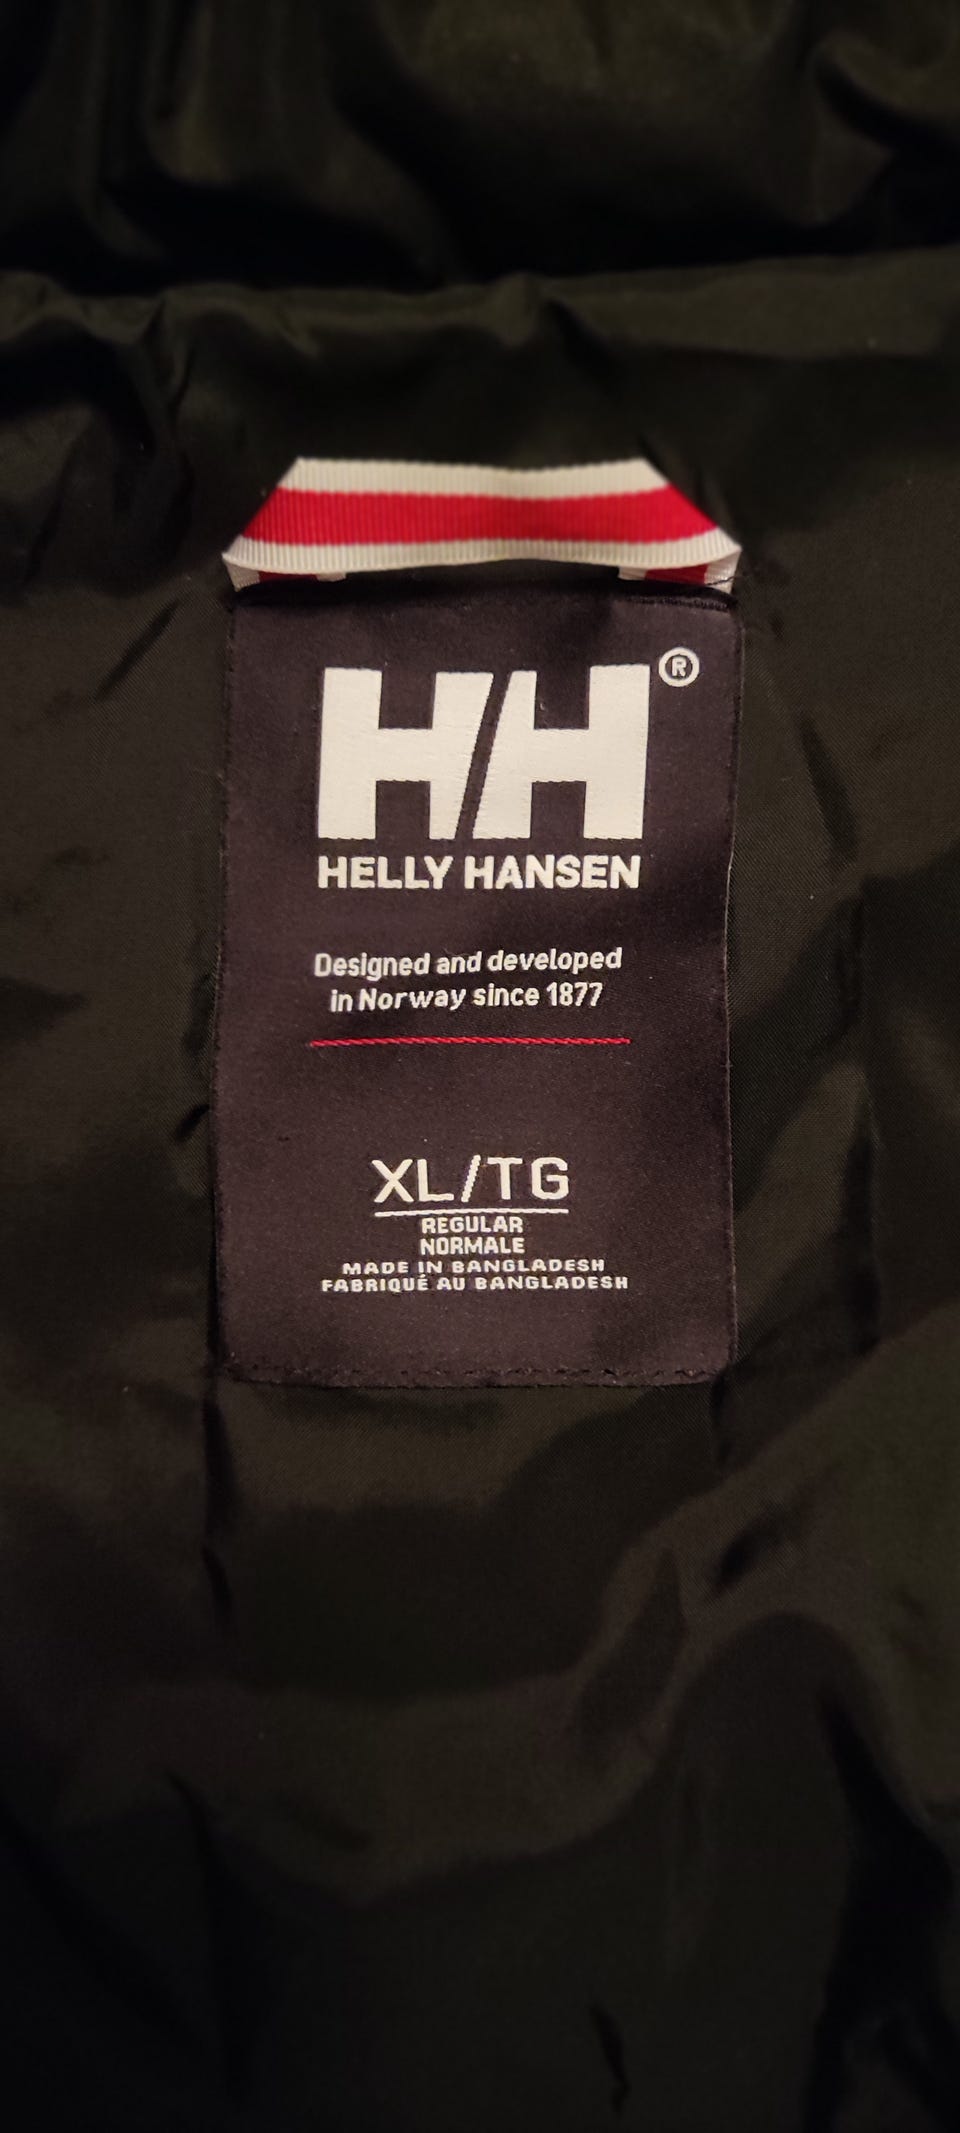 HH®
HELLY HANSEN
Designed and developed
in Norway since 1877
XL/TG
REGULAR
NORMALE
MADE IN BANGLADESH
FABRIQUÉ AU BANGLADESH